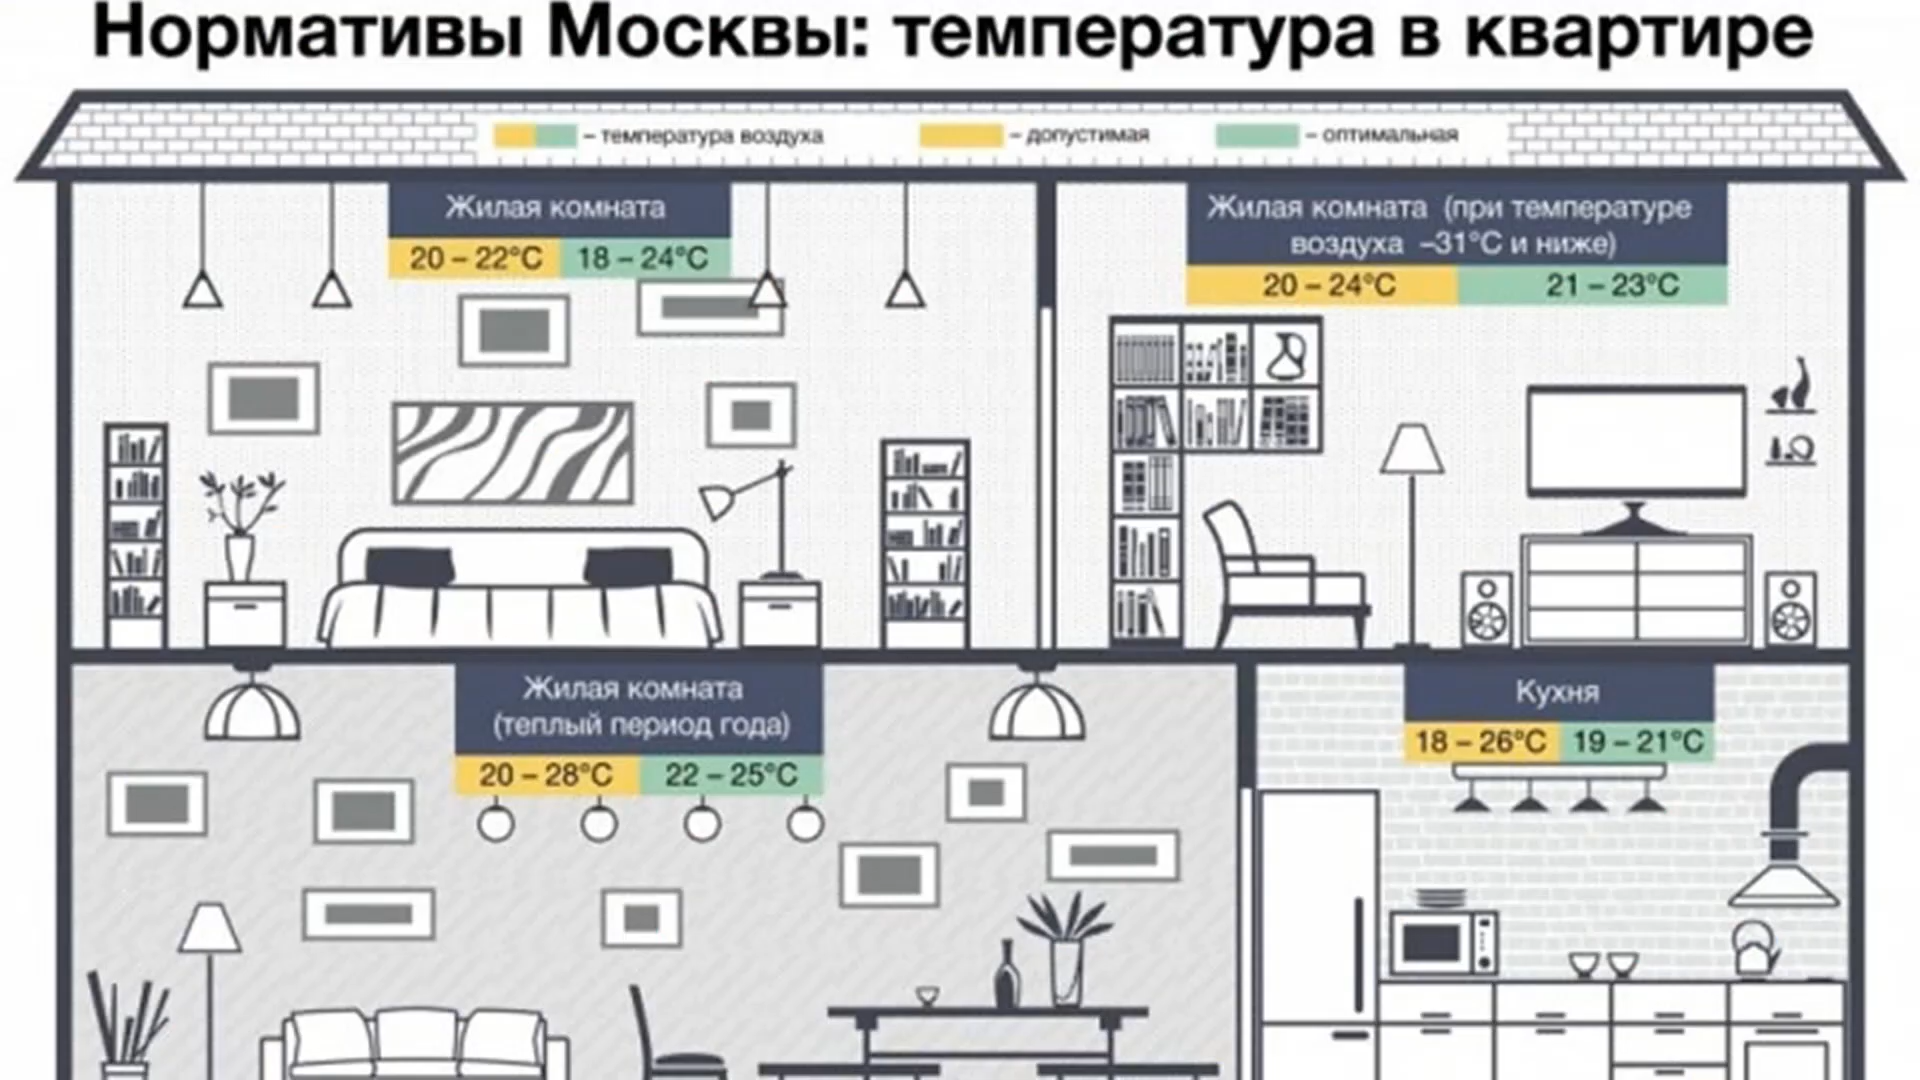 Нормативы Москвы: температура в квартире
– температура воздуха – допустимая – оптимальная
Жилая комната
20 – 22°C 18 – 24°C
Жилая комната (при температуре
воздуха –31°C и ниже)
20 – 24°C 21 – 23°C
Жилая комната
(теплый период года)
20 – 28°C 22 – 25°C
Кухня
18 – 26°C 19 – 21°C